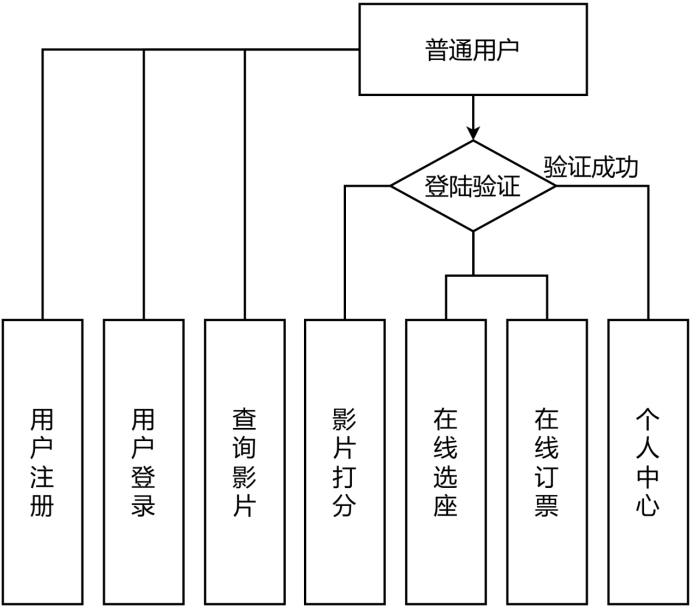 普通用户
登陆验证
验证成功
用户注册
用户登录
查询影片
影片打分
在线选座
在线订票
个人中心